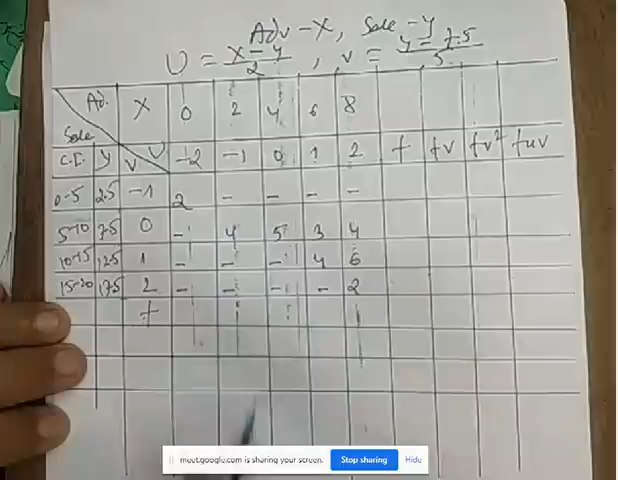 Adv - X, Sale - Y
U = x - 4 / 2 , v = y - 7.5 / 5
Ad. X 0 2 4 6 8
Sale
C.I. y V U -2 -1 0 1 2 f fv fv² fuv
0-5 2.5 -1 2 - - - -
5-10 7.5 0 - 4 5 3 4
10-15 12.5 1 - - - 4 6
15-20 17.5 2 - - - - 2
f
meet.google.com is sharing your screen. Stop sharing Hide